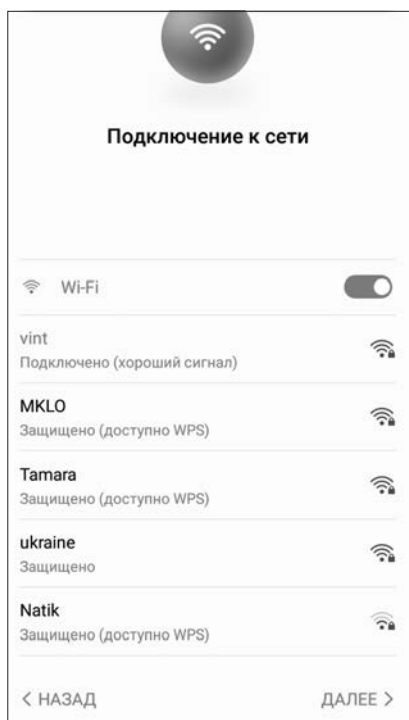 Подключение к сети
Wi-Fi
vint
Подключено (хороший сигнал)
MKLO
Защищено (доступно WPS)
Tamara
Защищено (доступно WPS)
ukraine
Защищено
Natik
Защищено (доступно WPS)
< НАЗАД ДАЛЕЕ >